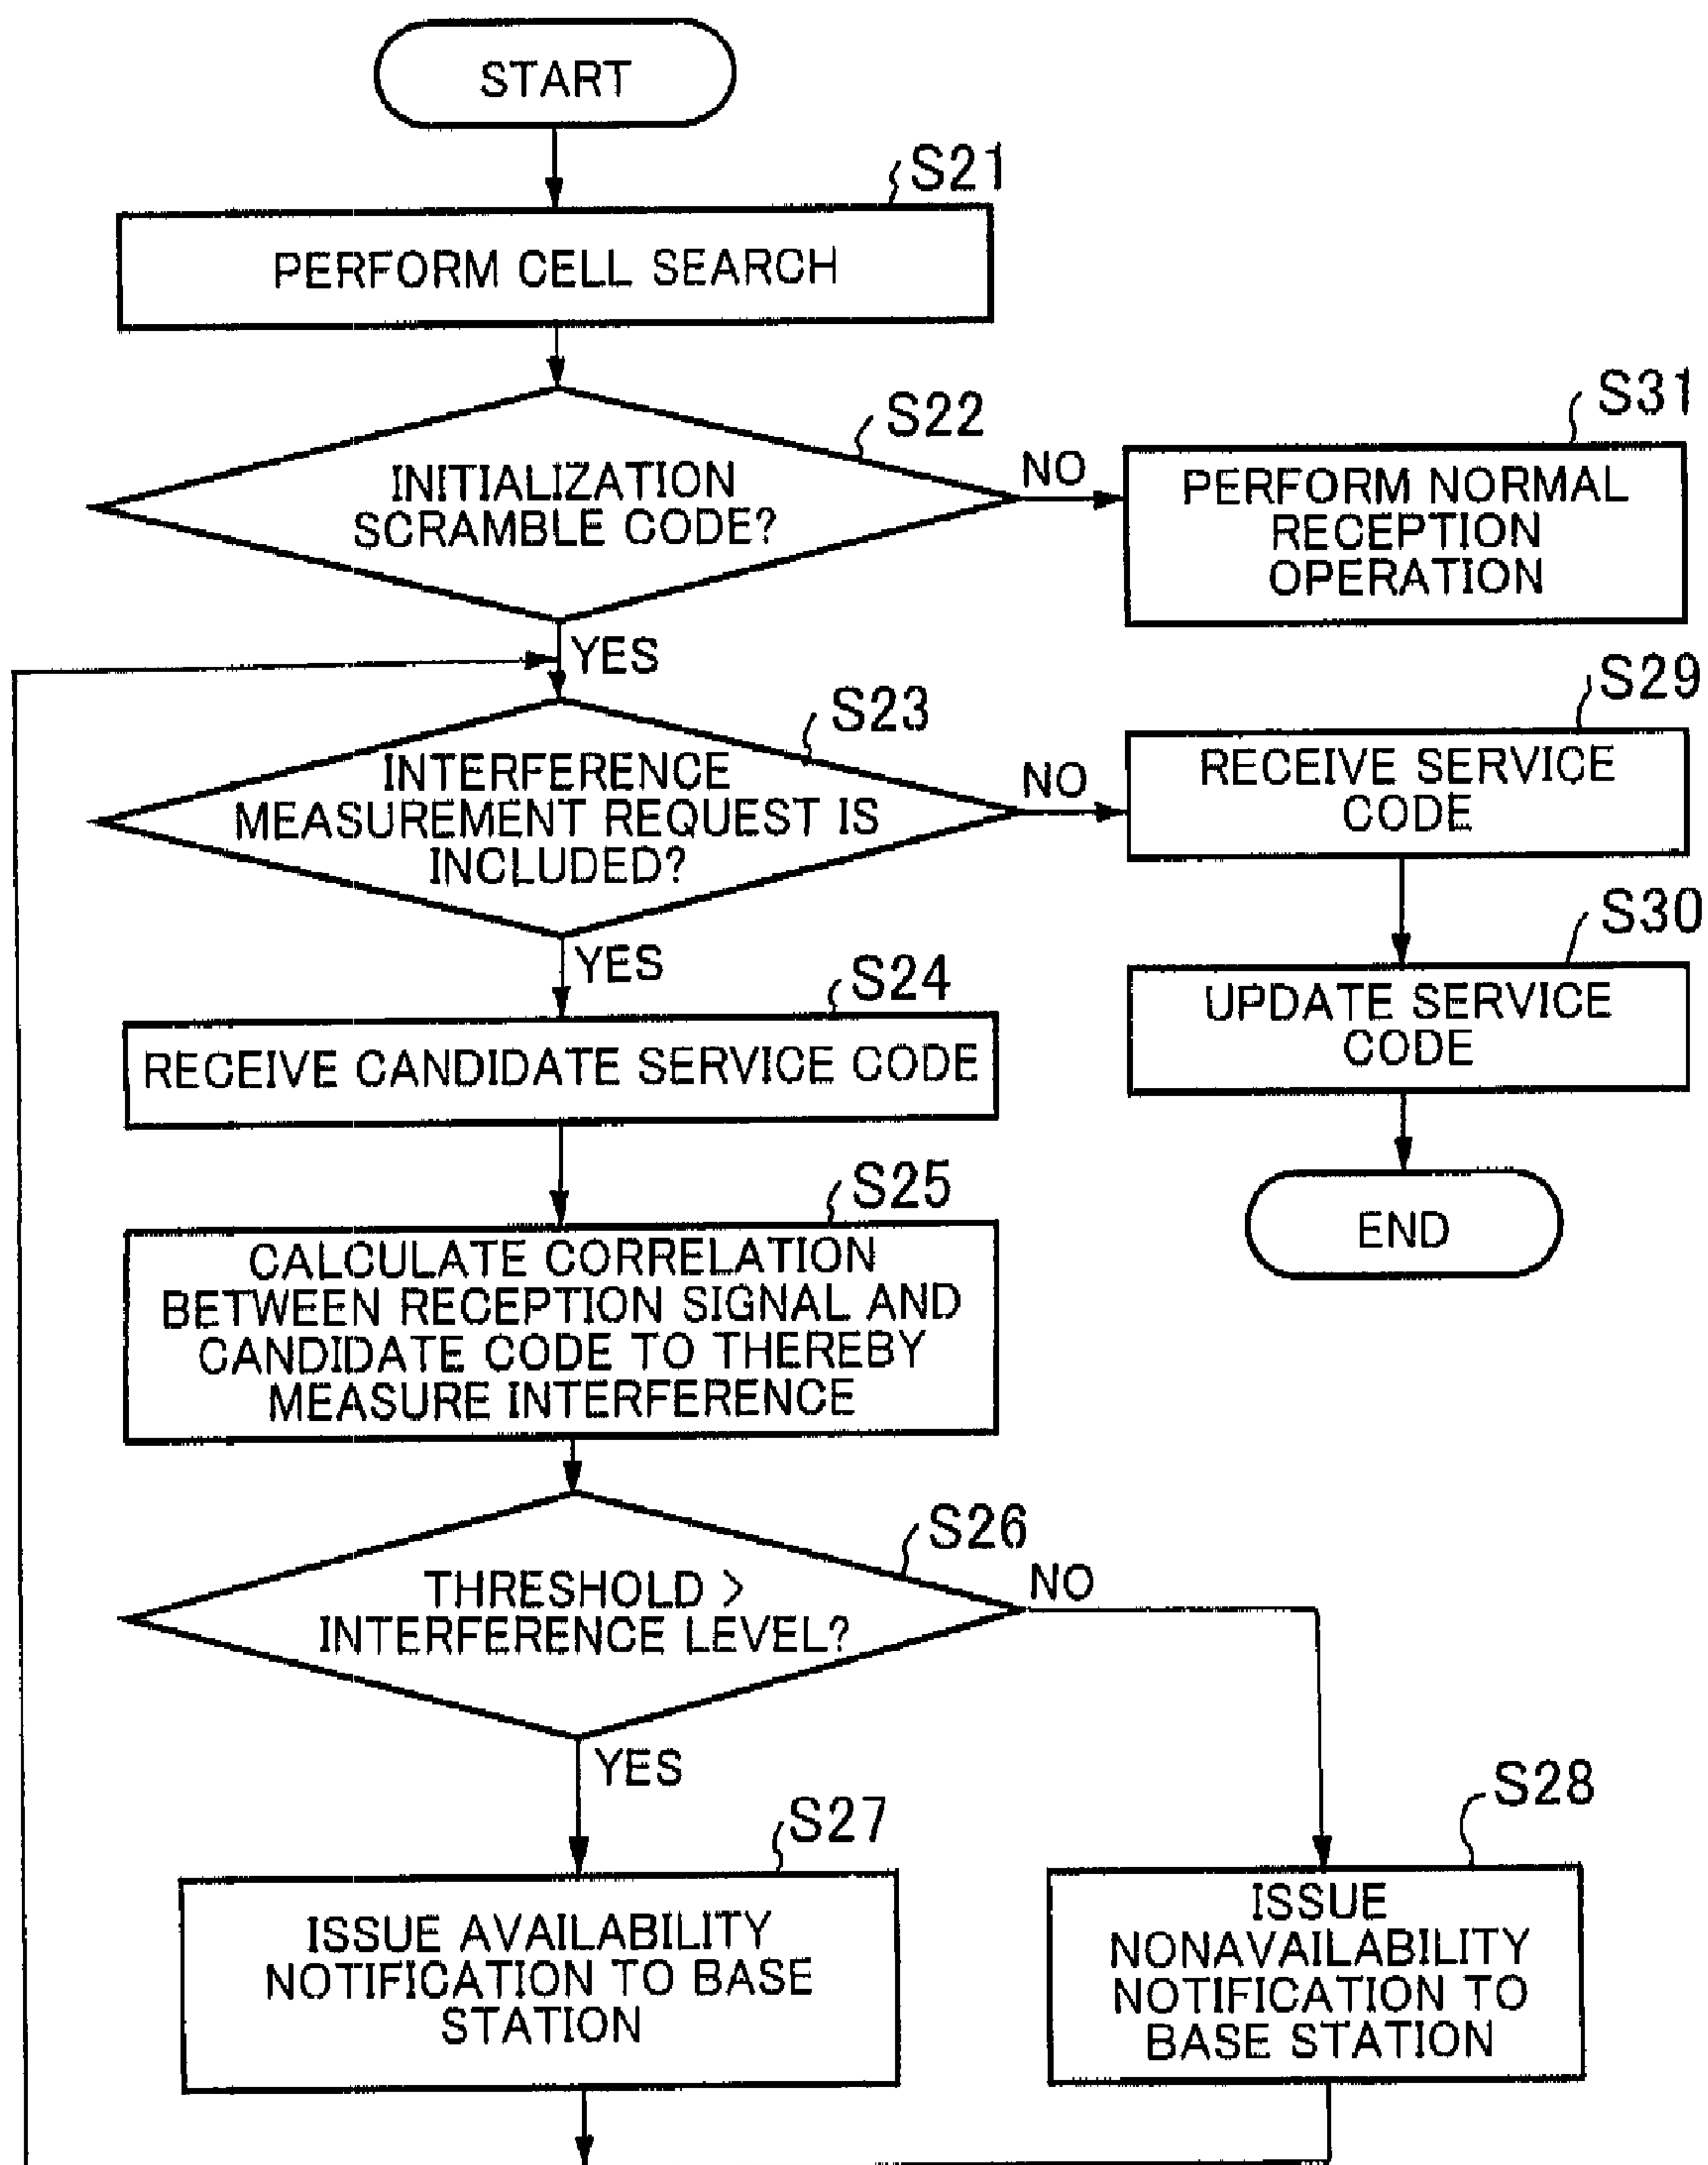 START
S21
PERFORM CELL SEARCH
S22
INITIALIZATION
SCRAMBLE CODE?
NO
S31
PERFORM NORMAL
RECEPTION
OPERATION
YES
S23
INTERFERENCE
MEASUREMENT REQUEST IS
INCLUDED?
NO
S29
RECEIVE SERVICE
CODE
S30
UPDATE SERVICE
CODE
END
YES
S24
RECEIVE CANDIDATE SERVICE CODE
S25
CALCULATE CORRELATION
BETWEEN RECEPTION SIGNAL AND
CANDIDATE CODE TO THEREBY
MEASURE INTERFERENCE
S26
THRESHOLD >
INTERFERENCE LEVEL?
NO
YES
S27
ISSUE AVAILABILITY
NOTIFICATION TO BASE
STATION
S28
ISSUE
NONAVAILABILITY
NOTIFICATION TO
BASE STATION